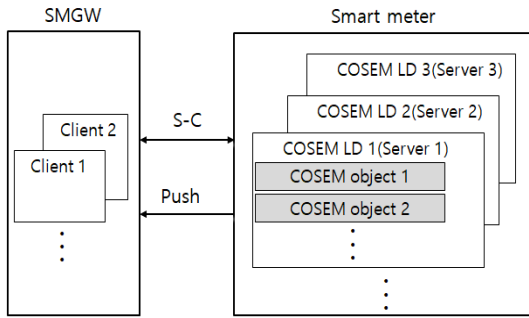 SMGW
Smart meter
COSEM LD 3(Server 3)
COSEM LD 2(Server 2)
COSEM LD 1(Server 1)
COSEM object 1
COSEM object 2
Client 2
Client 1
S-C
Push